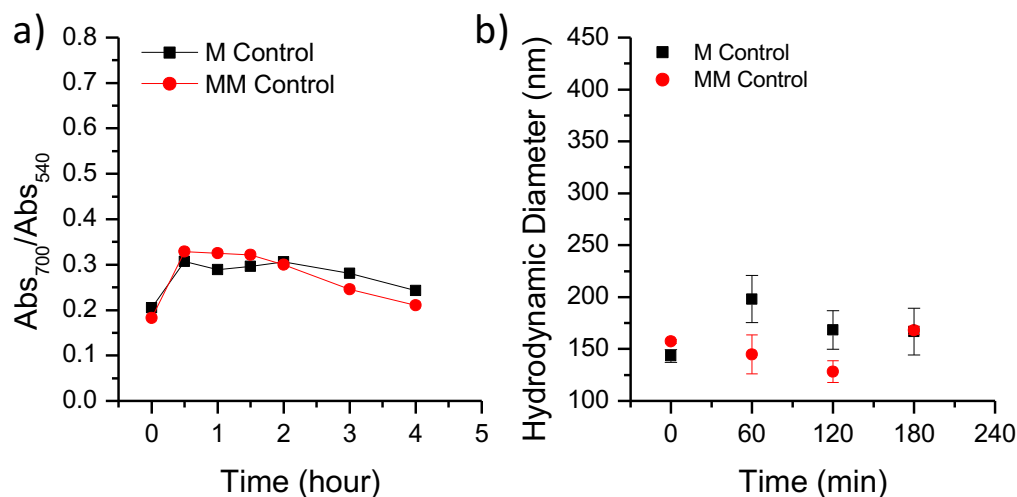 a)
0.8
0.7
0.6
0.5
0.4
0.3
0.2
0.1
0.0
Abs700/Abs540
M Control
MM Control
0 1 2 3 4 5
Time (hour)
b)
450
400
350
300
250
200
150
100
Hydrodynamic Diameter (nm)
M Control
MM Control
0 60 120 180 240
Time (min)